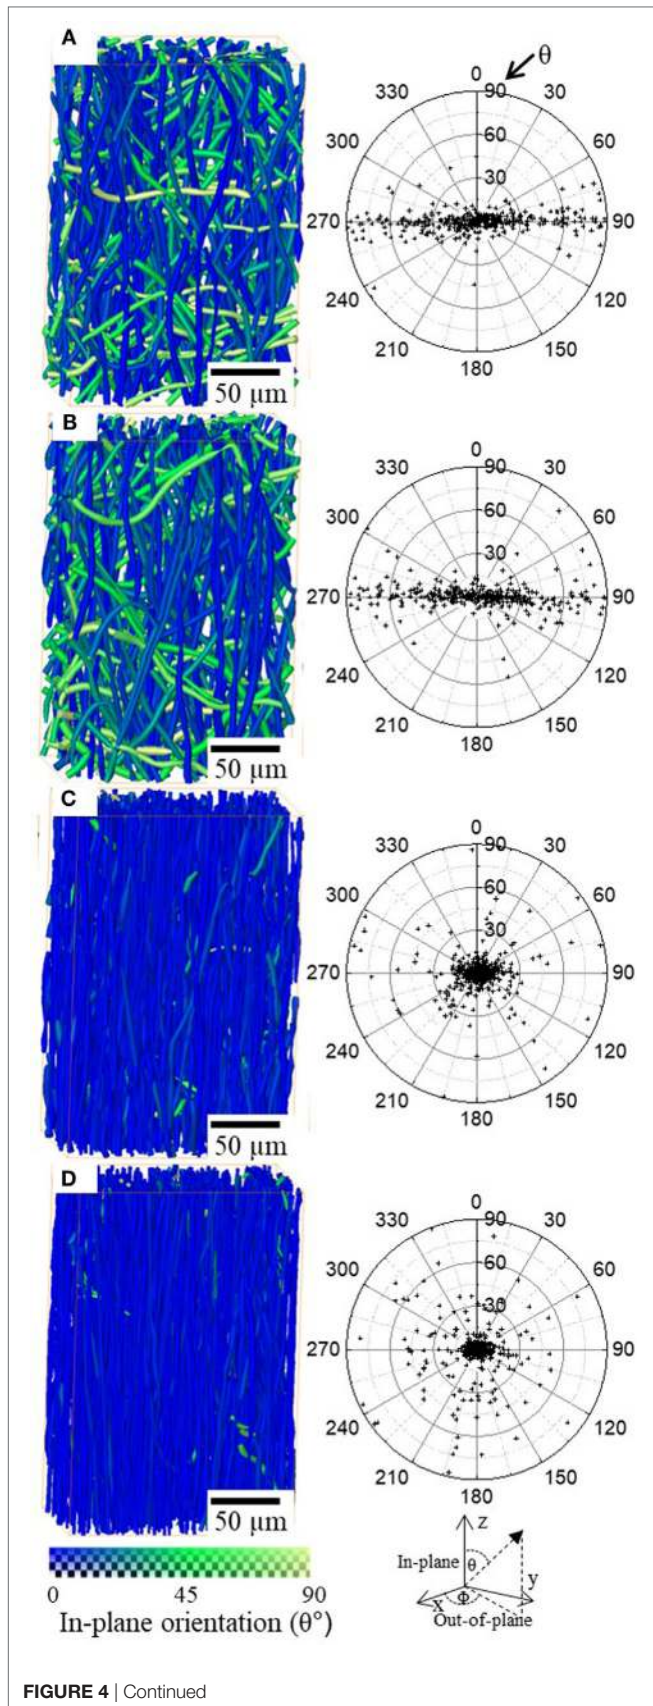 A
θ
0
330 90 30
300 60 60
30
270 90
240 120
210 150
180
50 µm
B
0
330 90 30
300 60 60
30
270 90
240 120
210 150
180
50 µm
C
0
330 90 30
300 60 60
30
270 90
240 120
210 150
180
50 µm
D
0
330 90 30
300 60 60
30
270 90
240 120
210 150
180
50 µm
0 45 90
In-plane orientation (θ°)
z
In-plane θ
y
x Φ
Out-of-plane
FIGURE 4 | Continued